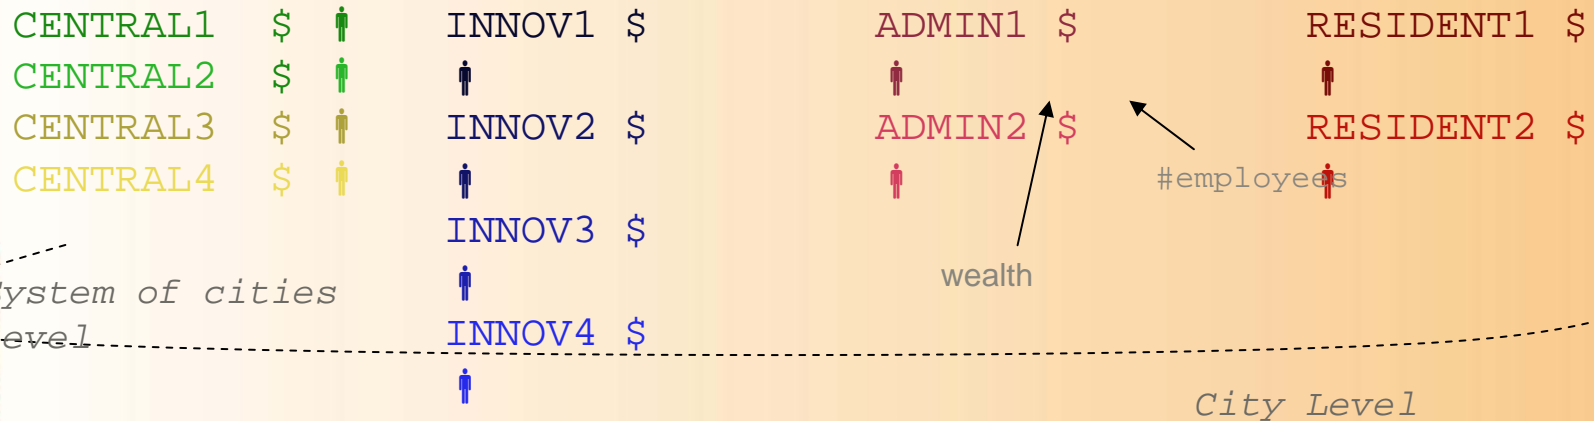 CENTRAL1 $
CENTRAL2 $
CENTRAL3 $
CENTRAL4 $
INNOV1 $
INNOV2 $
INNOV3 $
INNOV4 $
ADMIN1 $
ADMIN2 $
RESIDENT1 $
RESIDENT2 $
#employees
wealth
ystem of cities
evel
City Level